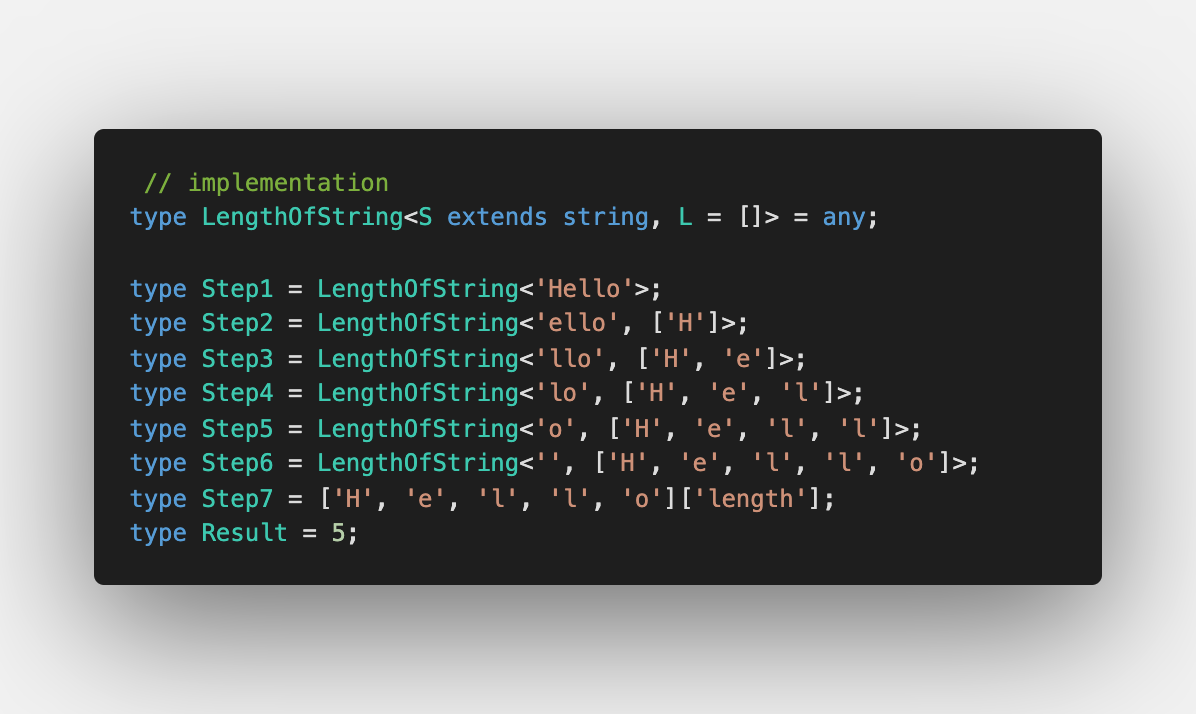 // implementation
type LengthOfString<S extends string, L = []> = any;
type Step1 = LengthOfString<'Hello'>;
type Step2 = LengthOfString<'ello', ['H']>;
type Step3 = LengthOfString<'llo', ['H', 'e']>;
type Step4 = LengthOfString<'lo', ['H', 'e', 'l']>;
type Step5 = LengthOfString<'o', ['H', 'e', 'l', 'l']>;
type Step6 = LengthOfString<'', ['H', 'e', 'l', 'l', 'o']>;
type Step7 = ['H', 'e', 'l', 'l', 'o']['length'];
type Result = 5;